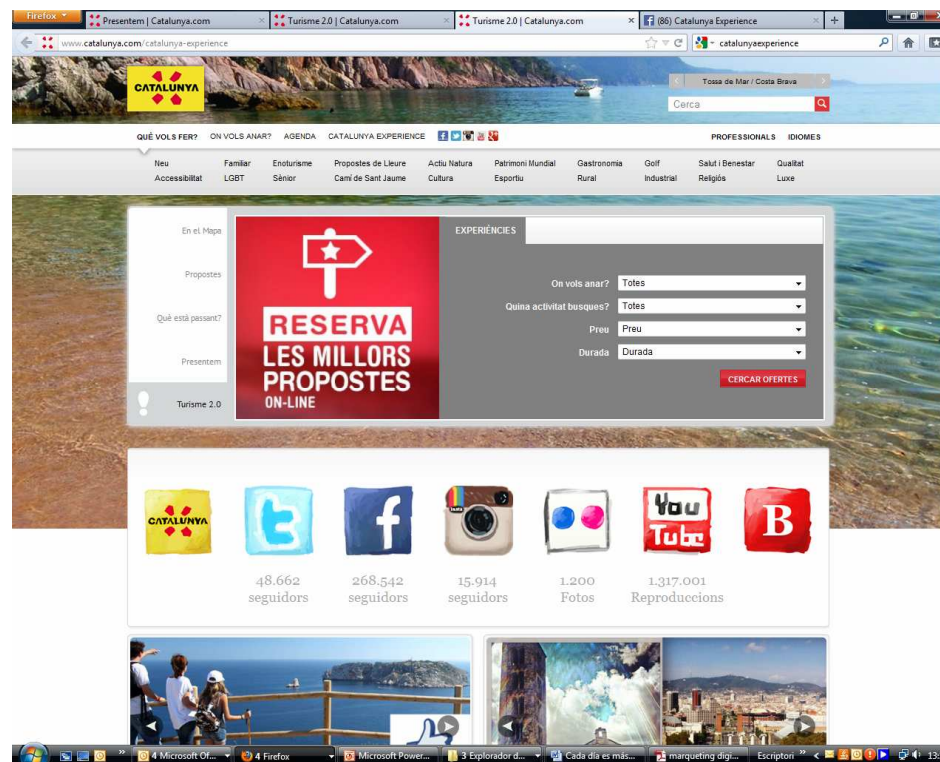 Firefox
Presentem | Catalunya.com
Turisme 2.0 | Catalunya.com
Turisme 2.0 | Catalunya.com
(86) Catalunya Experience
www.catalunya.com/catalunya-experience
catalunyaexperience
CATALUNYA
Tossa de Mar / Costa Brava
Cerca
QUÈ VOLS FER? ON VOLS ANAR? AGENDA CATALUNYA EXPERIENCE
PROFESSIONALS IDIOMES
Neu Familiar Enoturisme Propostes de Lleure Actiu Natura Patrimoni Mundial Gastronomia Golf Salut i Benestar Qualitat
Accessibilitat LGBT Sènior Camí de Sant Jaume Cultura Esportiu Rural Industrial Religiós Luxe
En el Mapa
Propostes
Què està passant?
Presentem
Turisme 2.0
RESERVA
LES MILLORS
PROPOSTES
ON-LINE
EXPERIÈNCIES
On vols anar? Totes
Quina activitat busques? Totes
Preu Preu
Durada Durada
CERCAR OFERTES
CATALUNYA
You
Tube
B
48.662 268.542 15.914 1.200 1.317.001
seguidors seguidors seguidors Fotos Reproduccions
4 Microsoft Of... 4 Firefox Microsoft Power... 3 Explorador d... Cada día es más... marqueting digi... Escriptori 13: